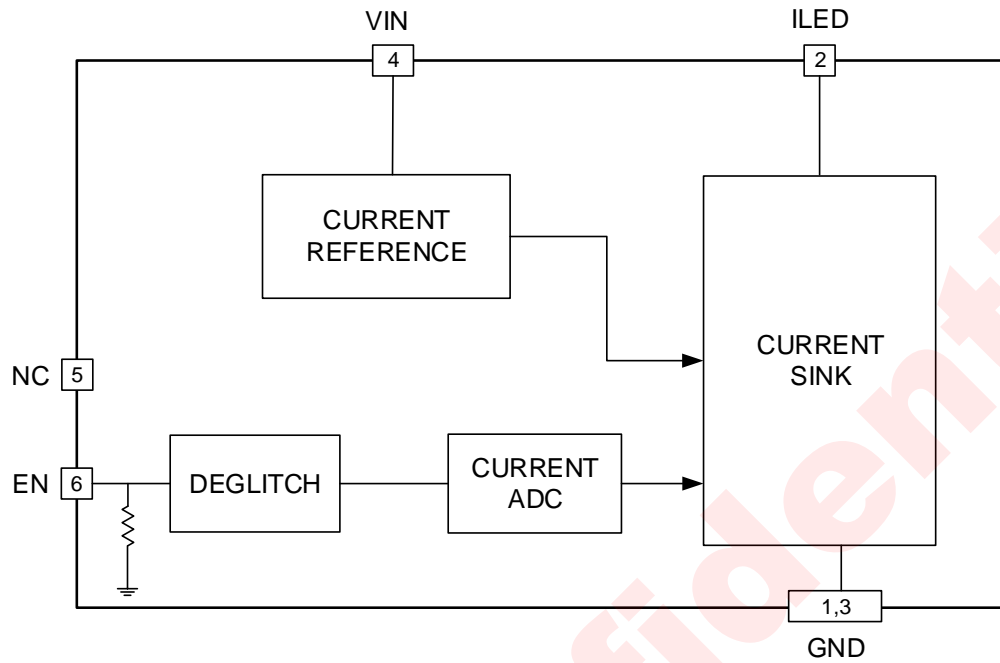 VIN
ILED
4
2
CURRENT
REFERENCE
CURRENT
SINK
NC
5
EN
6
DEGLITCH
CURRENT
ADC
1,3
GND